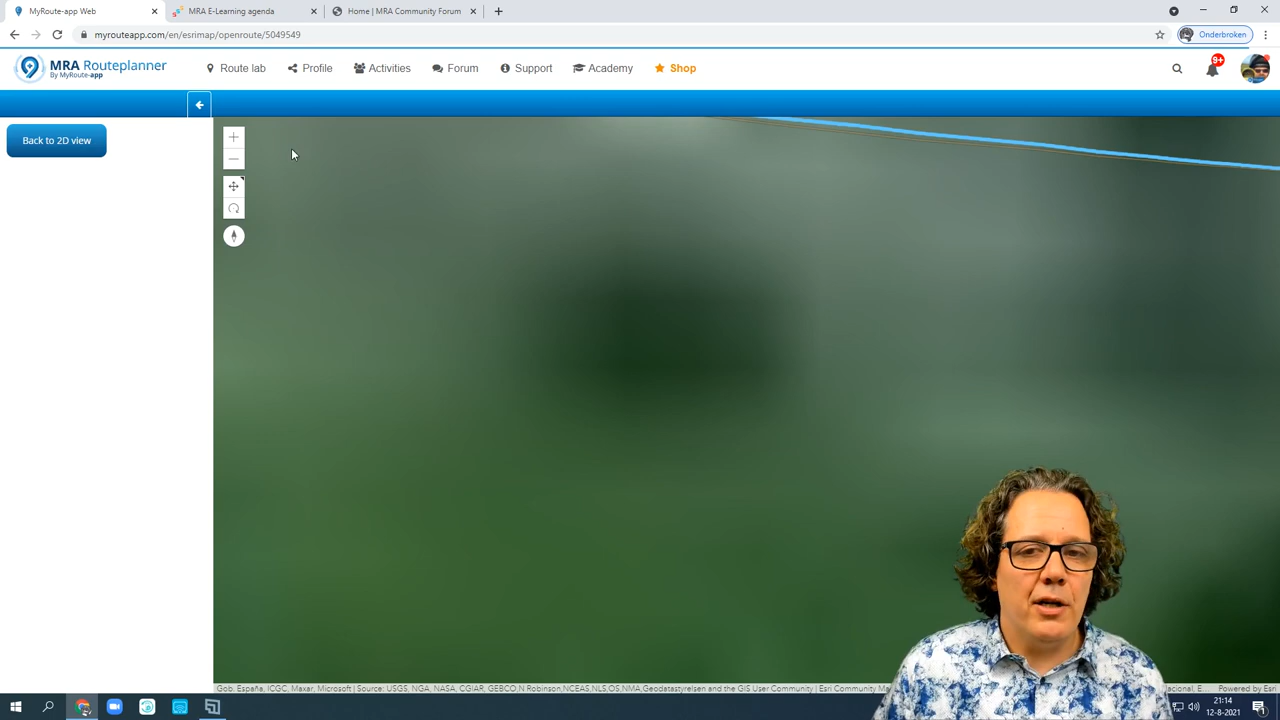 MyRoute-app Web
MRA E-Learning agenda
Home | MRA Community Forum
myrouteapp.com/en/esrimap/openroute/5049549
Onderbroken
MRA Routeplanner
By MyRoute-app
Route lab
Profile
Activities
Forum
Support
Academy
Shop
9+
Back to 2D view
Gob. España, ICGC, Maxar, Microsoft | Source: USGS, NGA, NASA, CGIAR, GEBCO,N Robinson,NCEAS,NLS,OS,NMA,Geodatastyrelsen and the GIS User Community | Esri Community Ma
Powered by Esri
21:14
12-8-2021